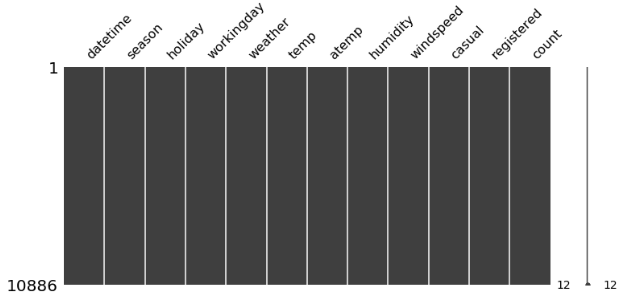 datetime season holiday workingday weather temp atemp humidity windspeed casual registered count
1
10886
12 12